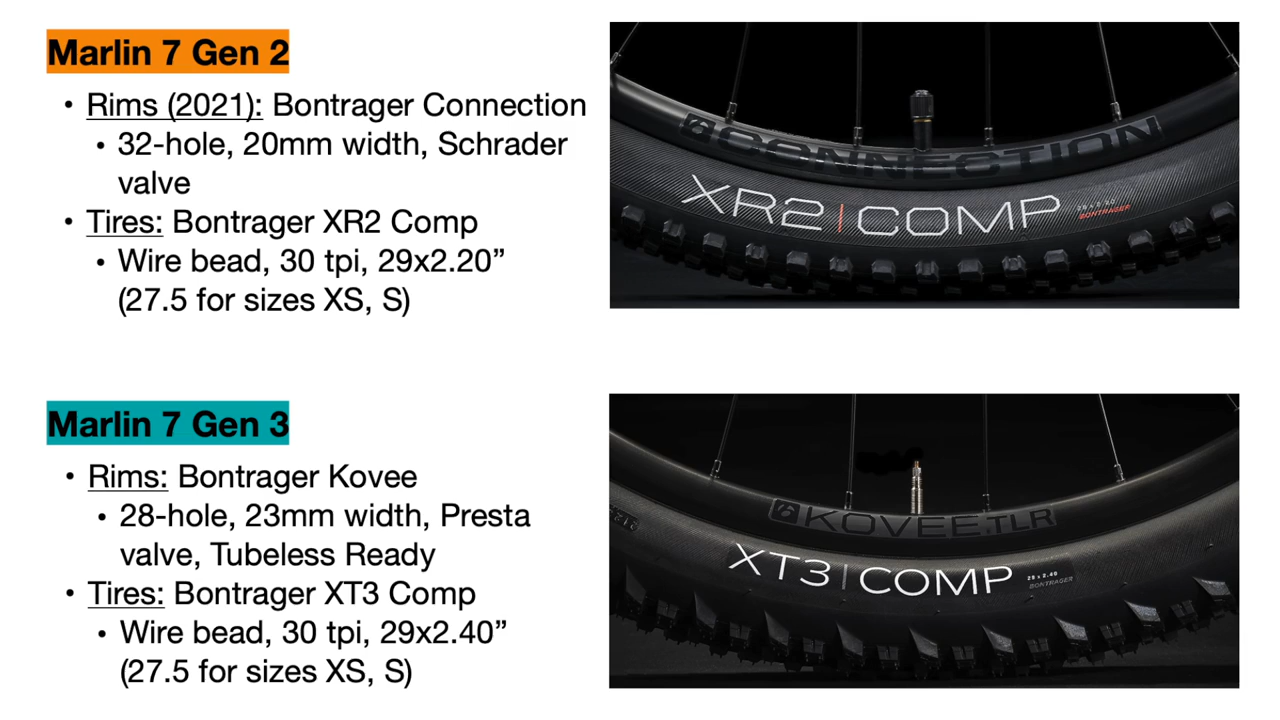 Marlin 7 Gen 2
• Rims (2021): Bontrager Connection
• 32-hole, 20mm width, Schrader
valve
• Tires: Bontrager XR2 Comp
• Wire bead, 30 tpi, 29x2.20”
(27.5 for sizes XS, S)
CONNECTION
XR2|COMP
BONTRAGER
Marlin 7 Gen 3
• Rims: Bontrager Kovee
• 28-hole, 23mm width, Presta
valve, Tubeless Ready
• Tires: Bontrager XT3 Comp
• Wire bead, 30 tpi, 29x2.40”
(27.5 for sizes XS, S)
KOVEE.TLR
XT3|COMP
29 x 2.40
BONTRAGER